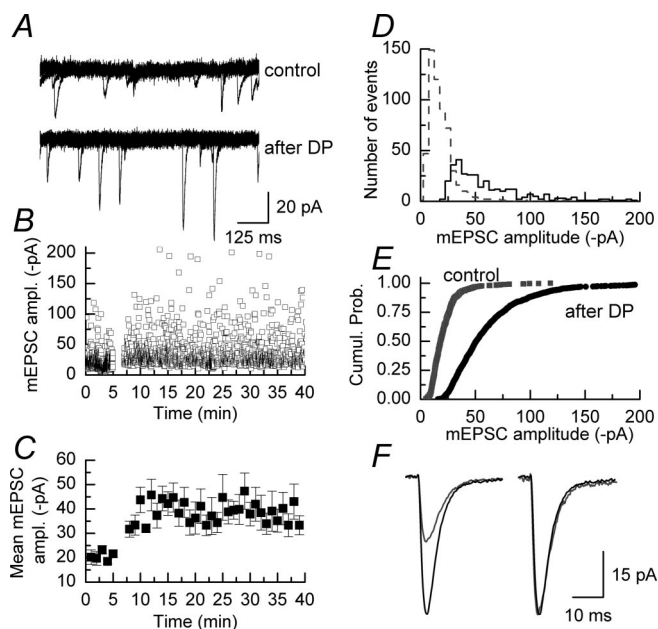 A
control
after DP
20 pA
125 ms
B
mEPSC ampl. (-pA)
200
150
100
50
0
0 5 10 15 20 25 30 35 40
Time (min)
C
Mean mEPSC
ampl. (-pA)
60
50
40
30
20
10
0 5 10 15 20 25 30 35 40
Time (min)
D
Number of events
150
100
50
0
0 50 100 150 200
mEPSC amplitude (-pA)
E
Cumul. Prob.
1.00
0.75
0.50
0.25
0.00
control
after DP
0 50 100 150 200
mEPSC amplitude (-pA)
F
15 pA
10 ms